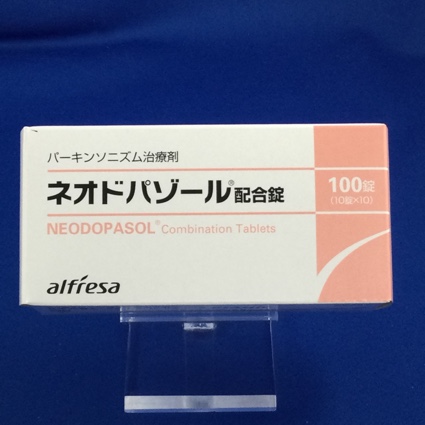 パーキンソニズム治療剤
ネオドパゾール®配合錠
NEODOPASOL® Combination Tablets
100錠
(10錠×10)
alfresa